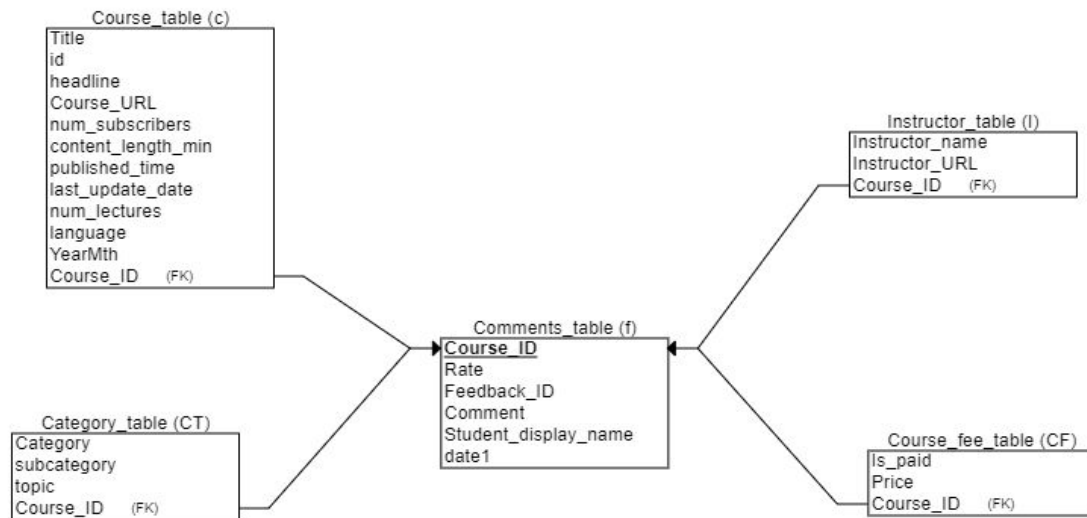 Course_table (c)
Title
id
headline
Course_URL
num_subscribers
content_length_min
published_time
last_update_date
num_lectures
language
YearMth
Course_ID (FK)
Instructor_table (I)
Instructor_name
Instructor_URL
Course_ID (FK)
Comments_table (f)
Course_ID
Rate
Feedback_ID
Comment
Student_display_name
date1
Category_table (CT)
Category
subcategory
topic
Course_ID (FK)
Course_fee_table (CF)
Is_paid
Price
Course_ID (FK)